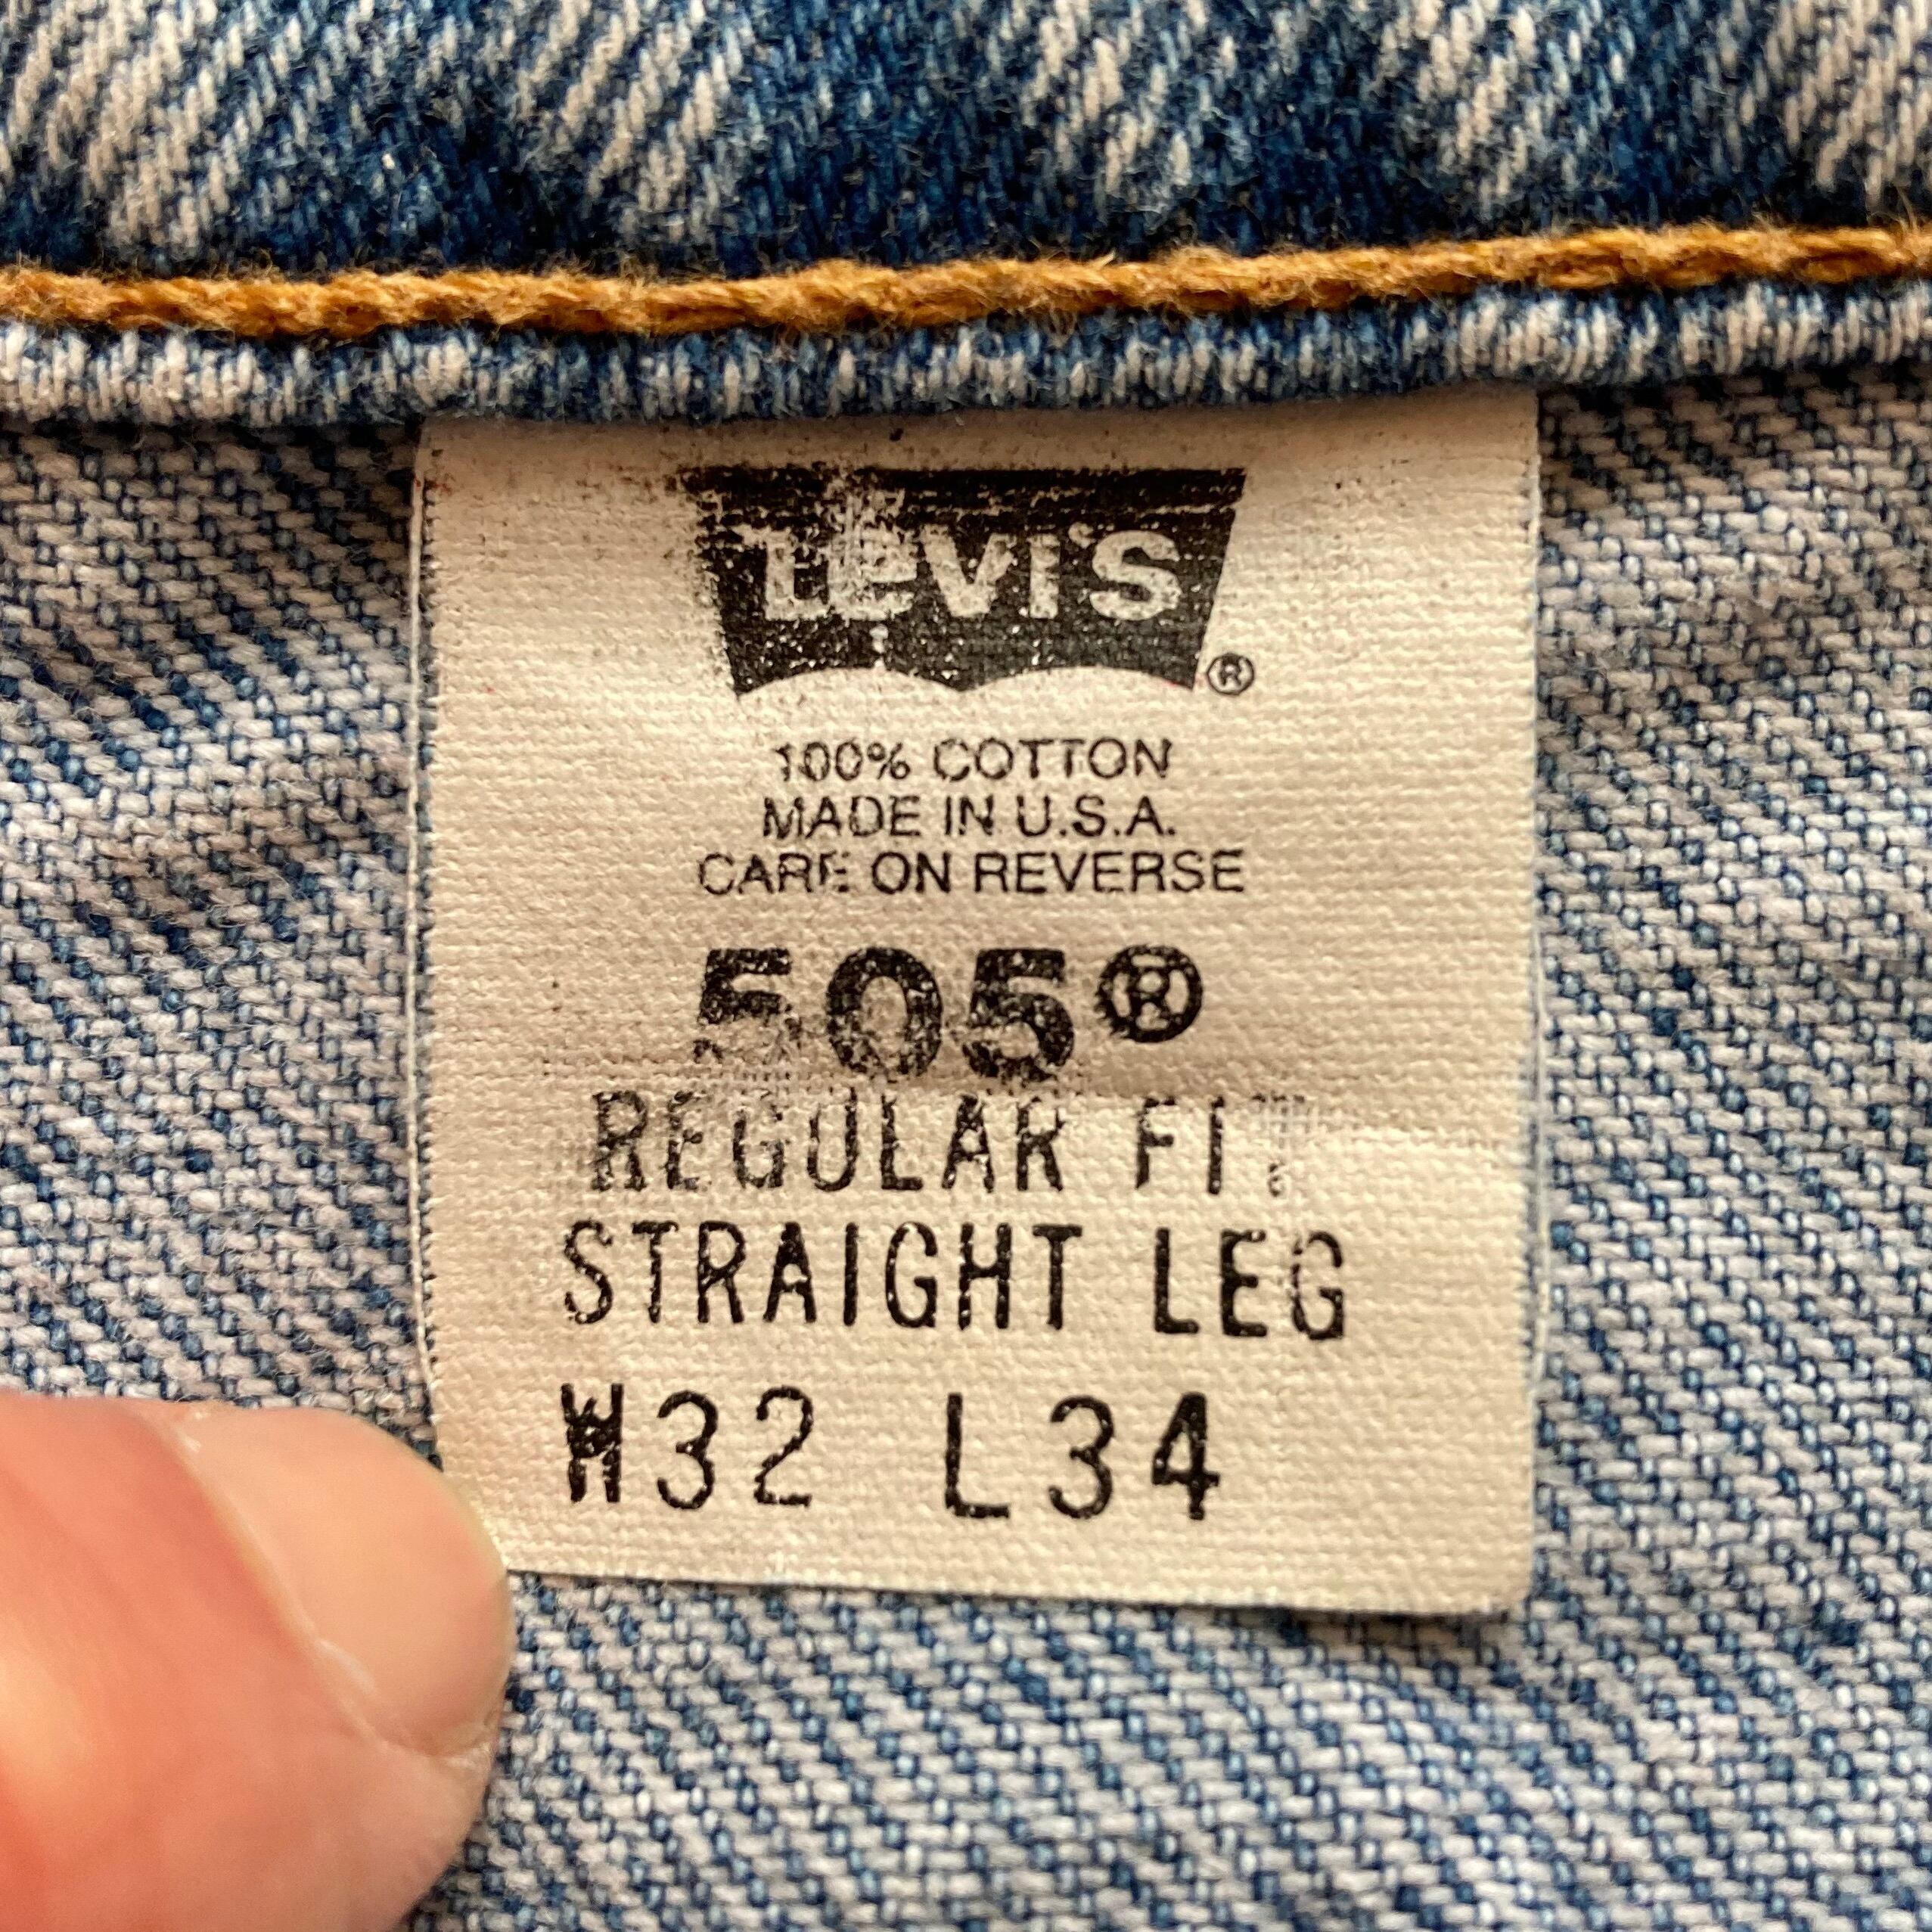 LEVI'S ®
100% COTTON
MADE IN U.S.A.
CARE ON REVERSE
505®
REGULAR FIT
STRAIGHT LEG
W32 L34